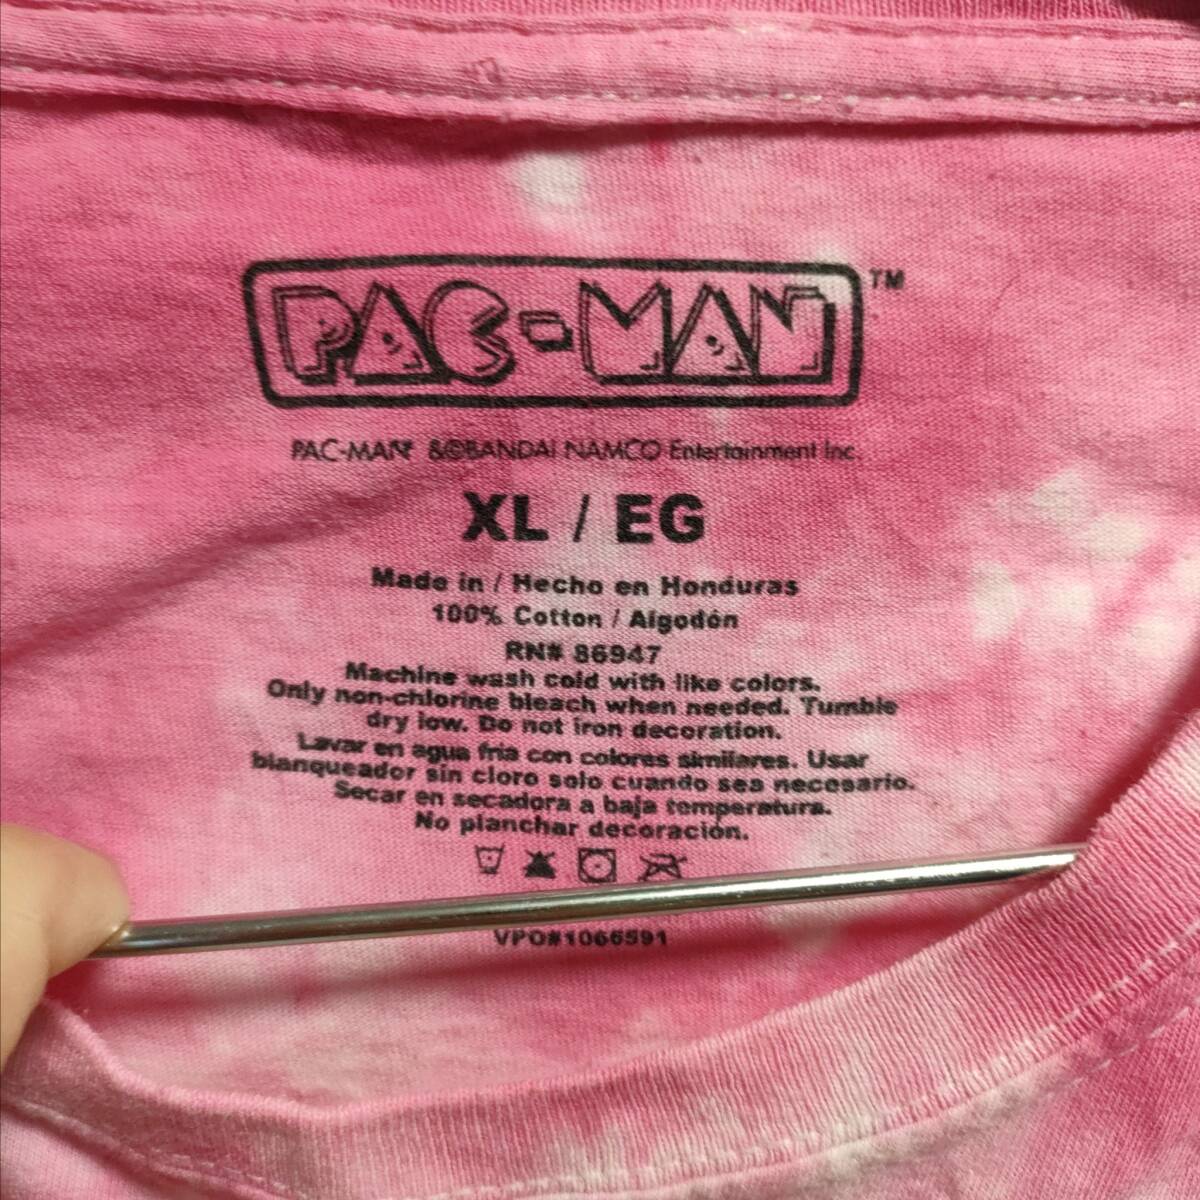 PAC-MAN™
PAC-MAN™ &©BANDAI NAMCO Entertainment Inc.
XL / EG
Made in / Hecho en Honduras
100% Cotton / Algodón
RN# 86947
Machine wash cold with like colors.
Only non-chlorine bleach when needed. Tumble
dry low. Do not iron decoration.
Lavar en agua fria con colores similares. Usar
blanqueador sin cloro solo cuando sea necesario.
Secar en secadora a baja temperatura.
No planchar decoración.
VPO#1066591